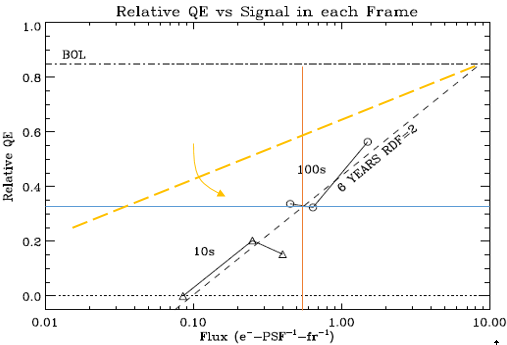 Relative QE vs Signal in each Frame
1.0
BOL
0.8
0.6
Relative QE
100s
6 YEARS RDF=2
0.4
0.2
10s
0.0
0.01
0.10
1.00
10.00
Flux (e⁻−PSF⁻¹−fr⁻¹)